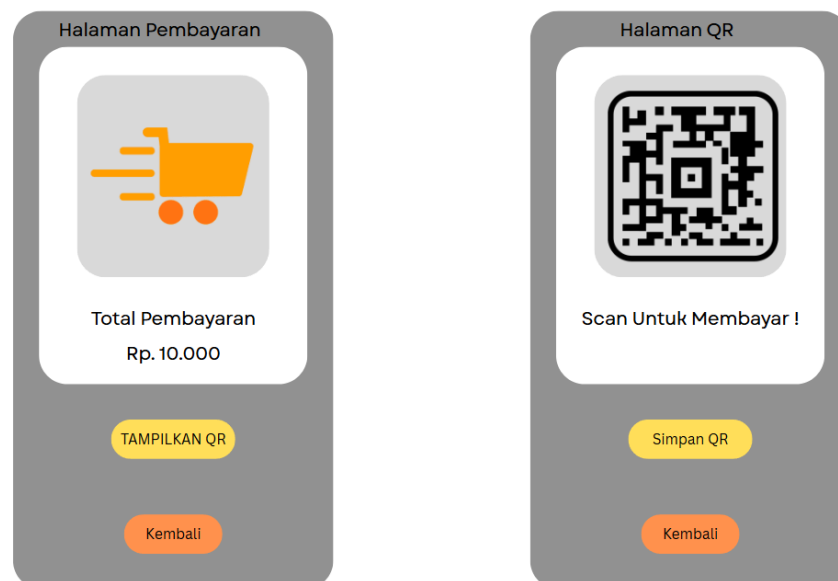 Halaman Pembayaran
Total Pembayaran
Rp. 10.000
TAMPILKAN QR
Kembali
Halaman QR
Scan Untuk Membayar !
Simpan QR
Kembali